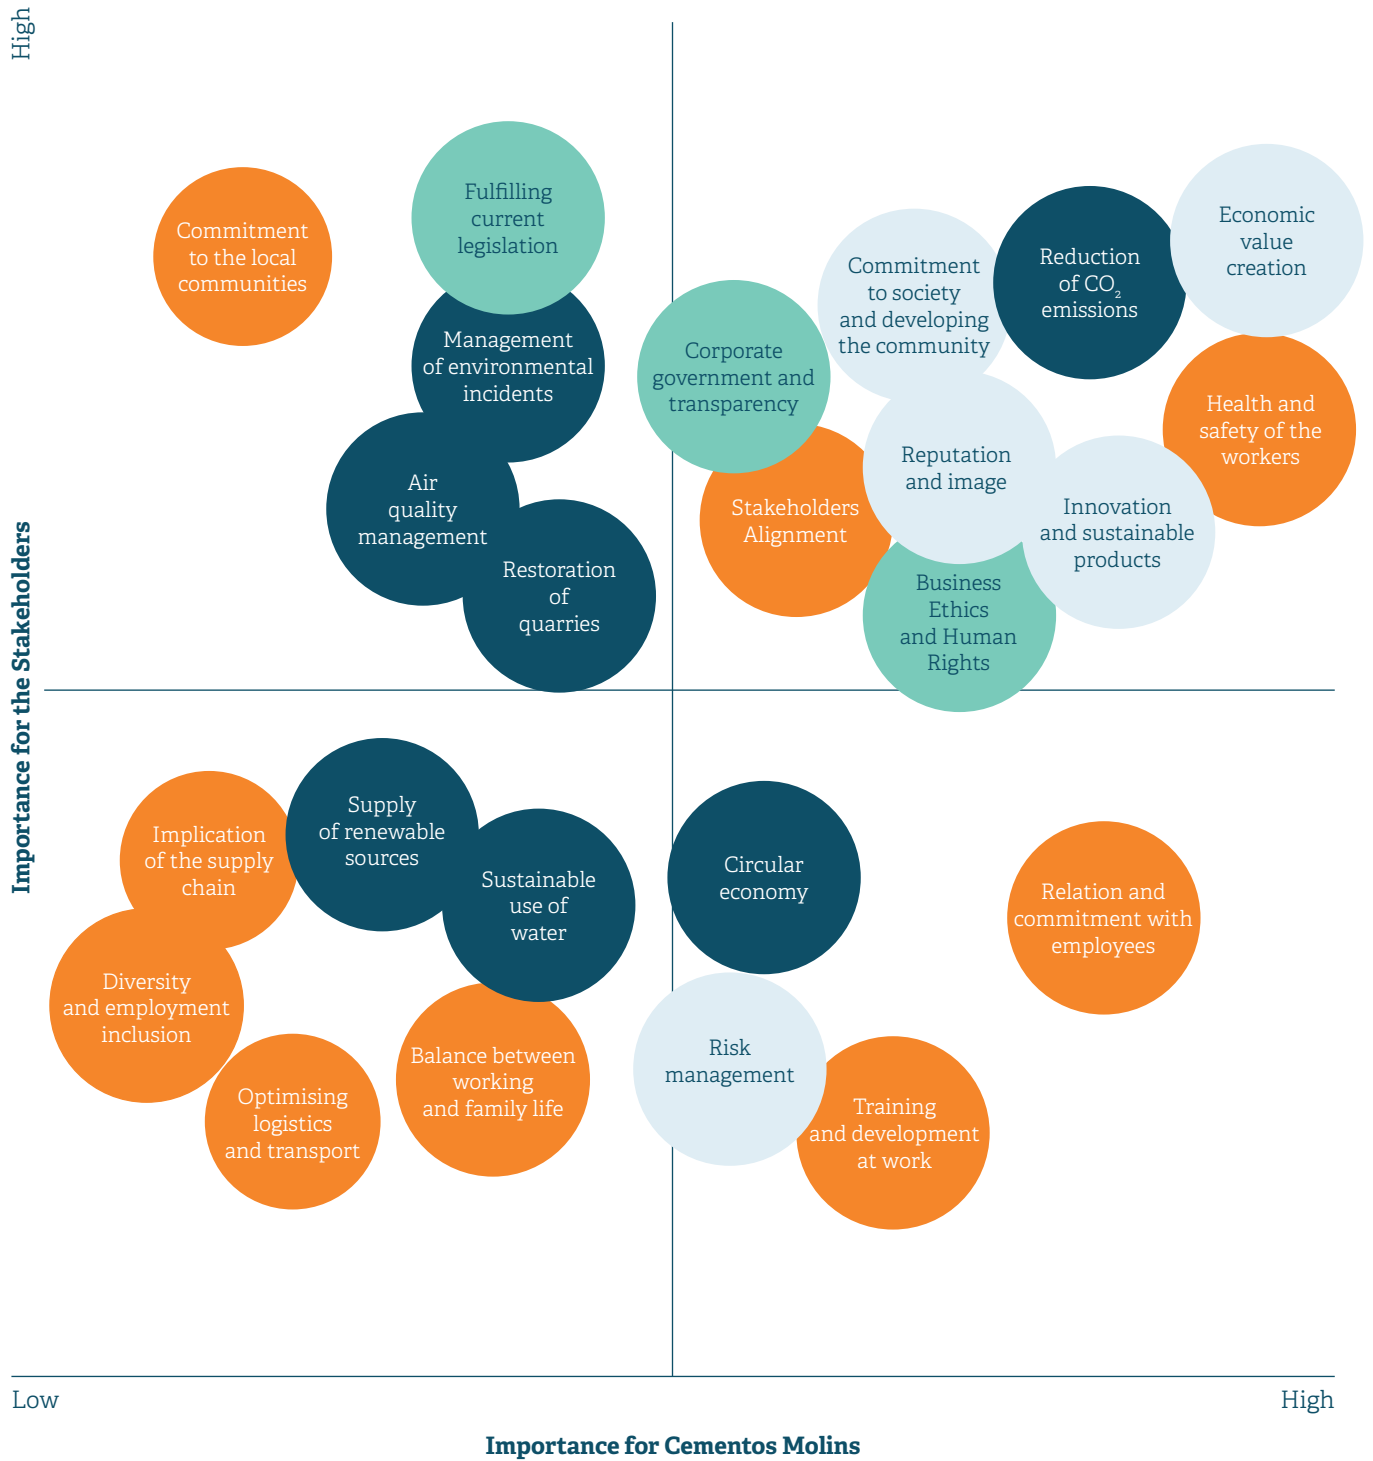 High
Commitment
to the local
communities
Fulfilling
current
legislation
Management
of environmental
incidents
Air
quality
management
Restoration
of
quarries
Corporate
government and
transparency
Stakeholders
Alignment
Commitment
to society
and developing
the community
Reduction
of CO₂
emissions
Economic
value
creation
Health and
safety of the
workers
Reputation
and image
Innovation
and sustainable
products
Business
Ethics
and Human
Rights
Importance for the Stakeholders
Implication
of the supply
chain
Supply
of renewable
sources
Sustainable
use of
water
Diversity
and employment
inclusion
Optimising
logistics
and transport
Balance between
working
and family life
Circular
economy
Relation and
commitment with
employees
Risk
management
Training
and development
at work
Low
High
Importance for Cementos Molins